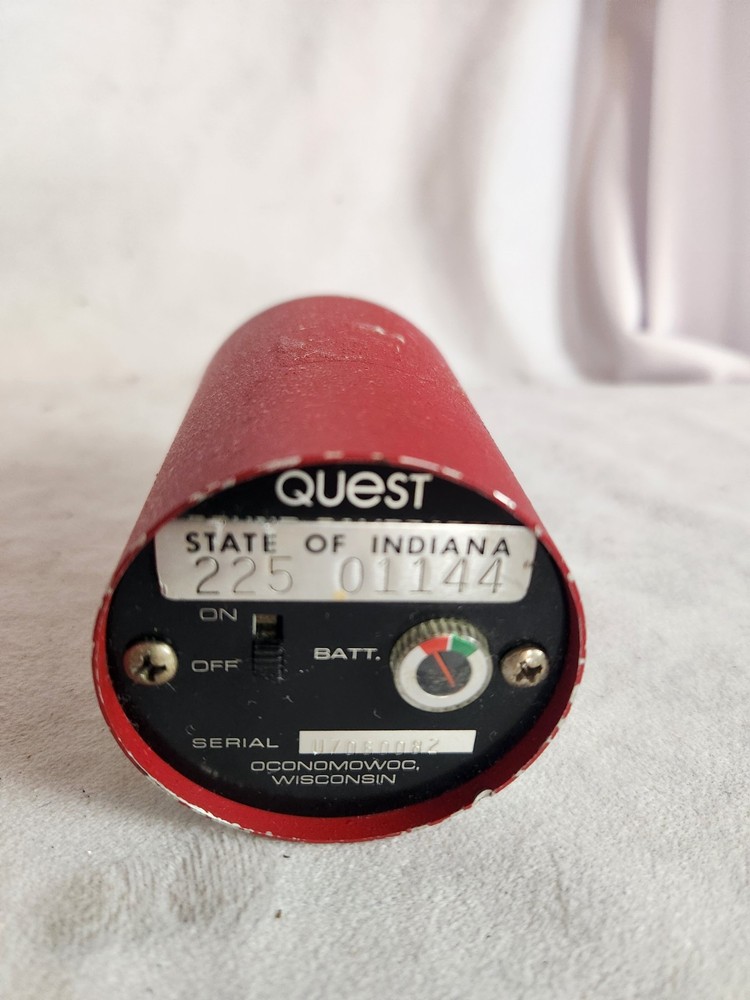 QUEST
STATE OF INDIANA
225 01144
ON
OFF
BATT.
SERIAL
OCONOMOWOC,
WISCONSIN